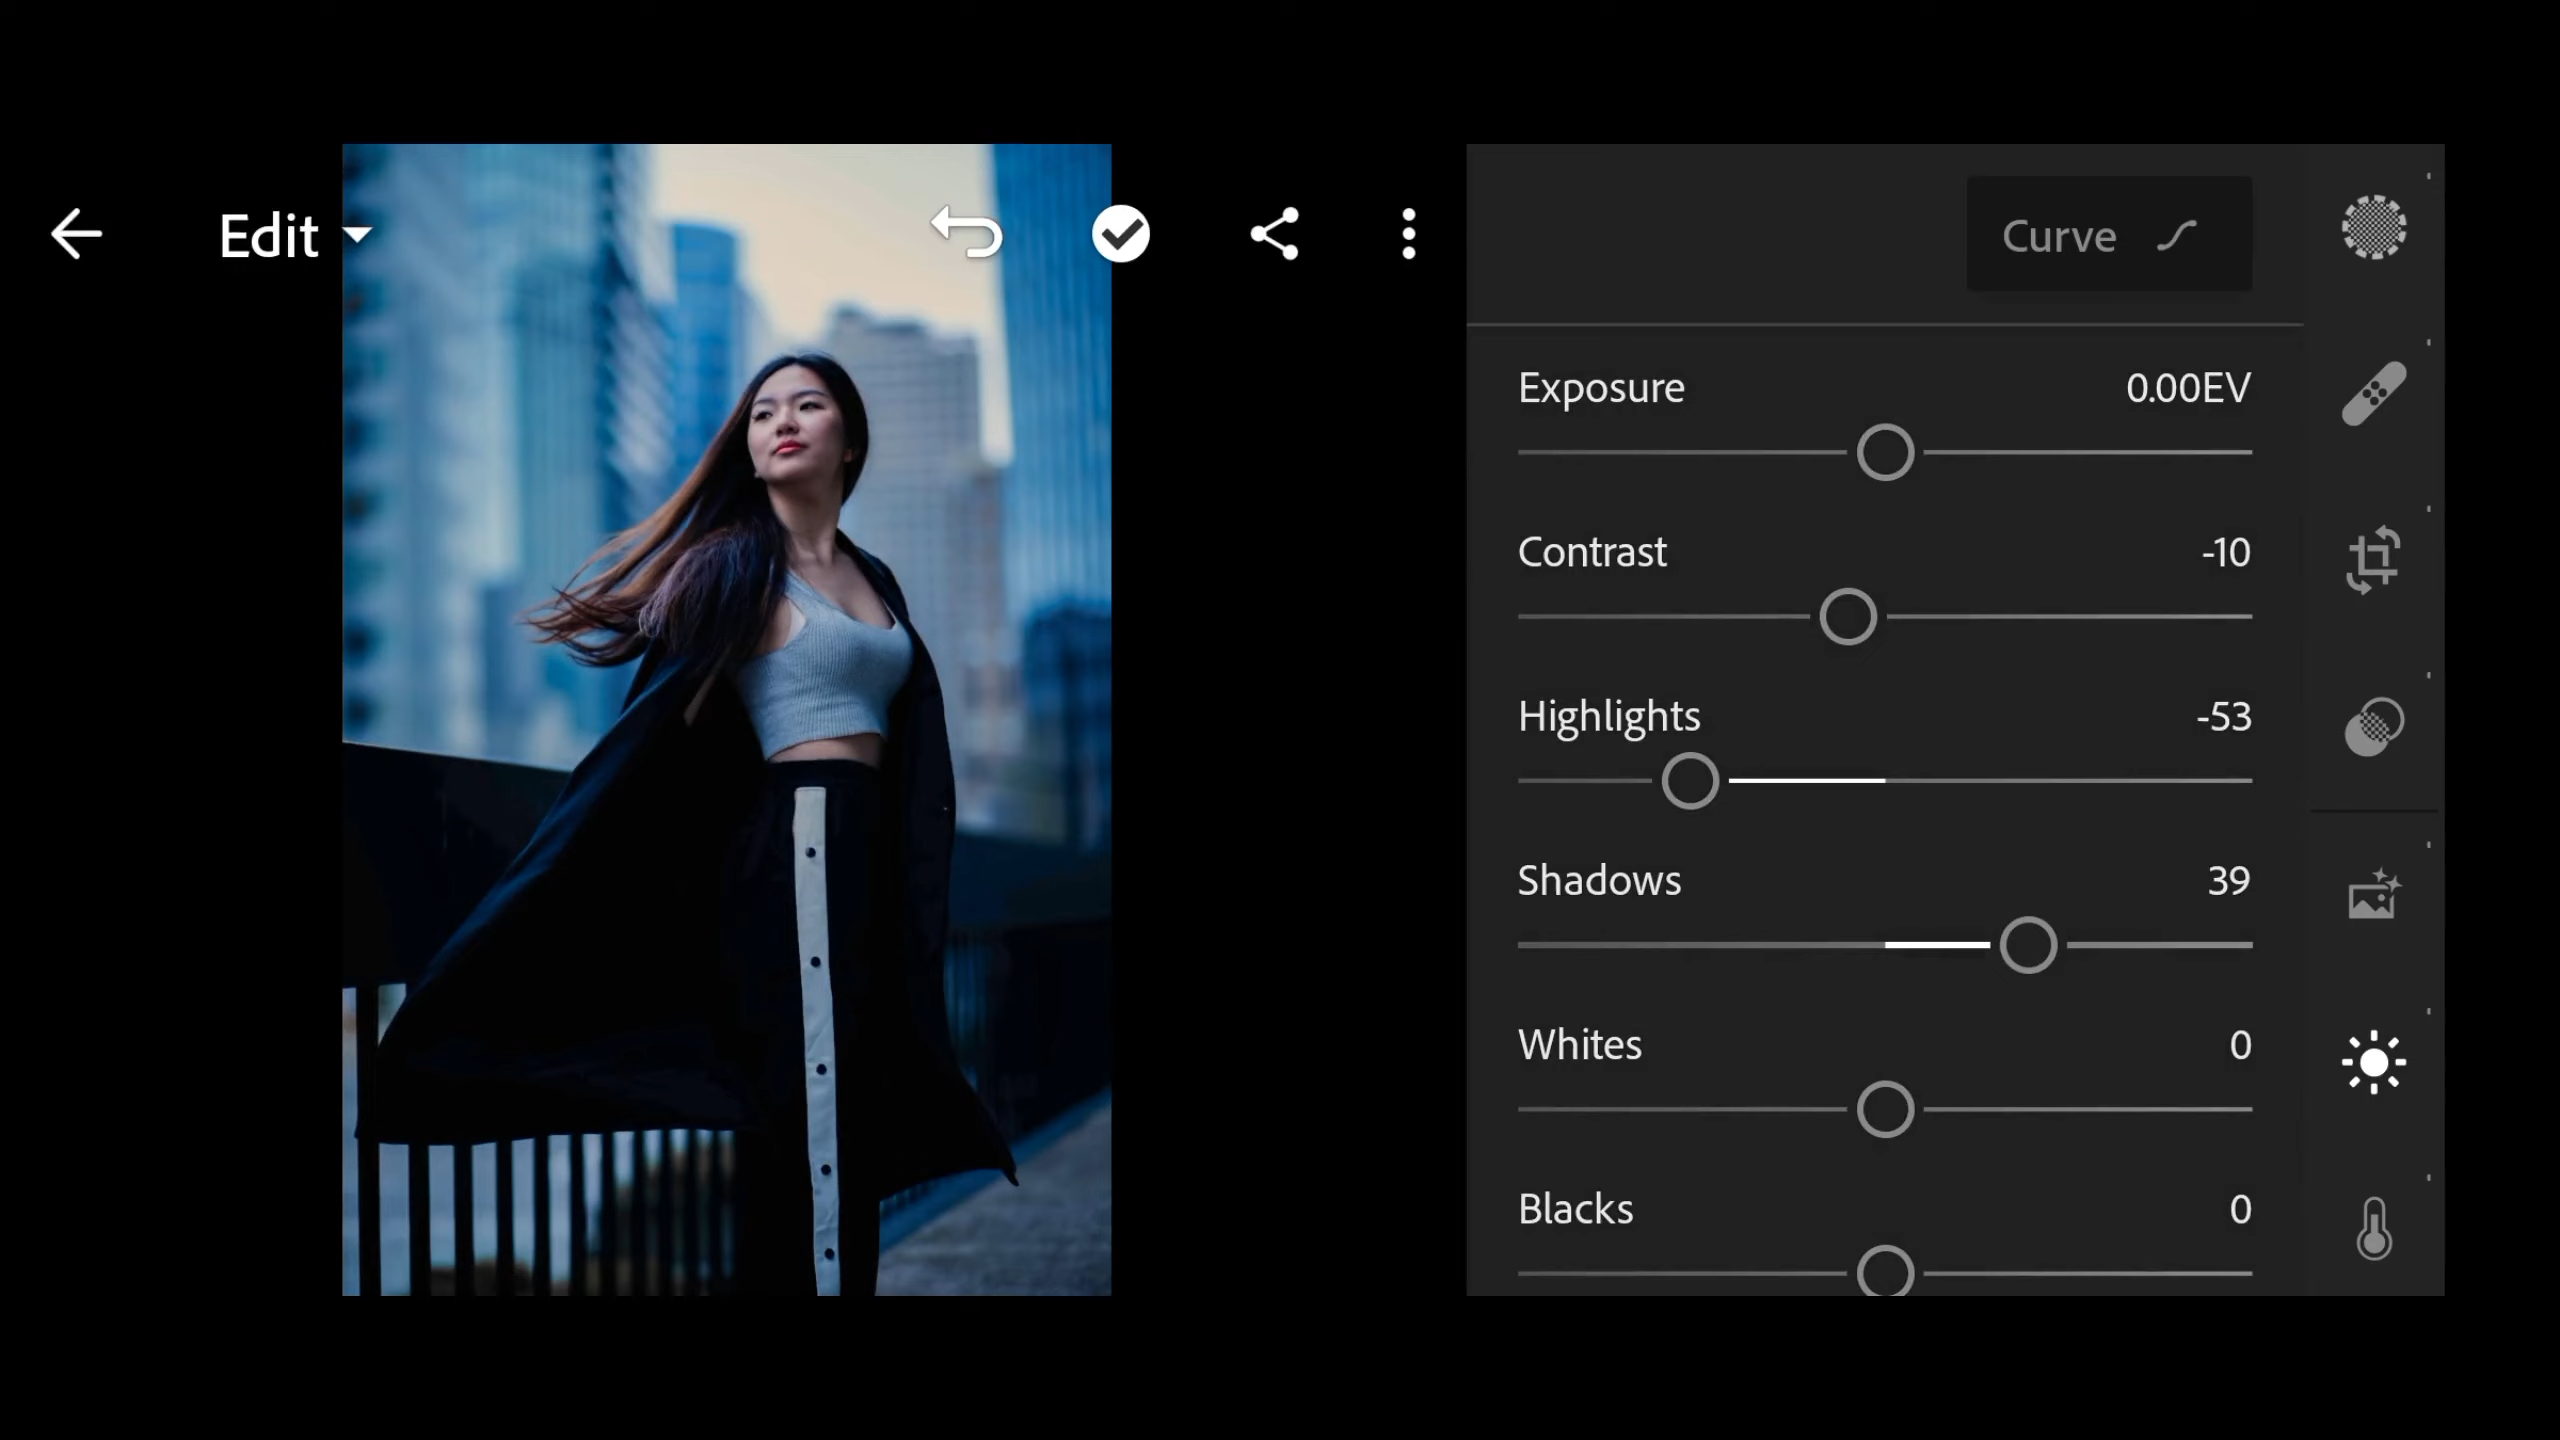 Edit
Curve
Exposure 0.00EV
Contrast -10
Highlights -53
Shadows 39
Whites 0
Blacks 0